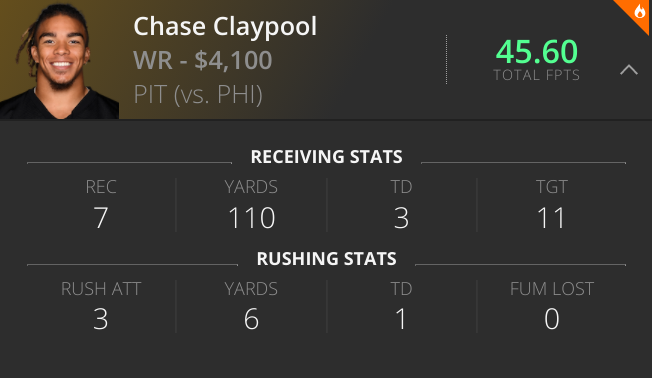 Chase Claypool
WR - $4,100
PIT (vs. PHI)
45.60
TOTAL FPTS
RECEIVING STATS
REC YARDS TD TGT
7 110 3 11
RUSHING STATS
RUSH ATT YARDS TD FUM LOST
3 6 1 0